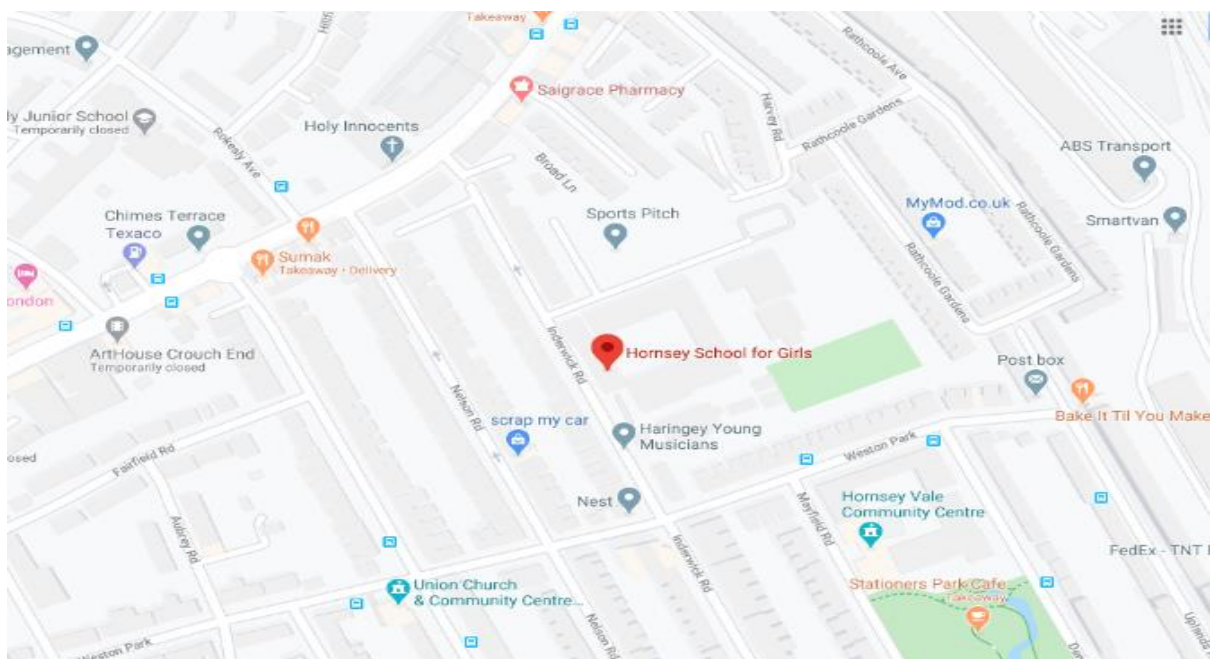 Takeaway
agement
Hill
Rathcoole Ave
Saigrace Pharmacy
Harvey Rd
y Junior School
Temporarily closed
Holy Innocents
Rathcoole Gardens
Rokesly Ave
Broad Ln
ABS Transport
Chimes Terrace
Texaco
Sports Pitch
MyMod.co.uk
Rathcoole Gardens
Smartvan
Sumak
Takeaway • Delivery
ondon
Rathcoole Gardens
ArtHouse Crouch End
Temporarily closed
Inderwick Rd
Hornsey School for Girls
Post box
Nelson Rd
scrap my car
Haringey Young
Musicians
Bake It Til You Make
osed
Fairfield Rd
Weston Park
Nest
Mayfield Rd
Hornsey Vale
Community Centre
Aubrey Rd
FedEx - TNT
Inderwick Rd
Union Church
& Community Centre...
Stationers Park Cafe
Takeaway
Nelson Rd
Weston Park